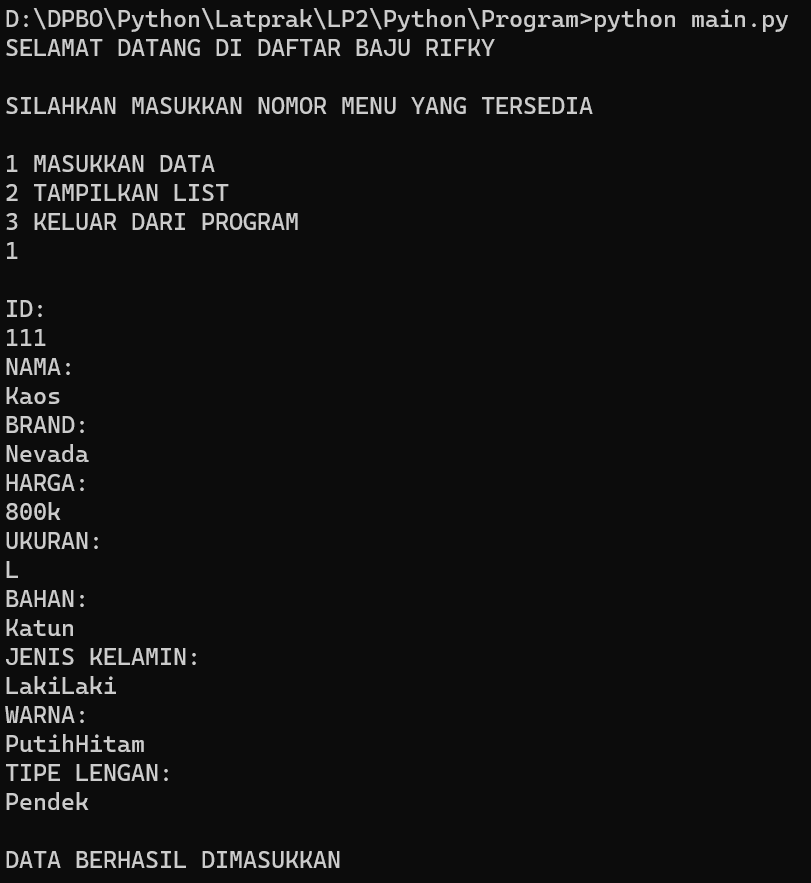 D:\DPBO\Python\Latprak\LP2\Python\Program>python main.py
SELAMAT DATANG DI DAFTAR BAJU RIFKY
SILAHKAN MASUKKAN NOMOR MENU YANG TERSEDIA
1 MASUKKAN DATA
2 TAMPILKAN LIST
3 KELUAR DARI PROGRAM
1
ID:
111
NAMA:
Kaos
BRAND:
Nevada
HARGA:
800k
UKURAN:
L
BAHAN:
Katun
JENIS KELAMIN:
LakiLaki
WARNA:
PutihHitam
TIPE LENGAN:
Pendek
DATA BERHASIL DIMASUKKAN